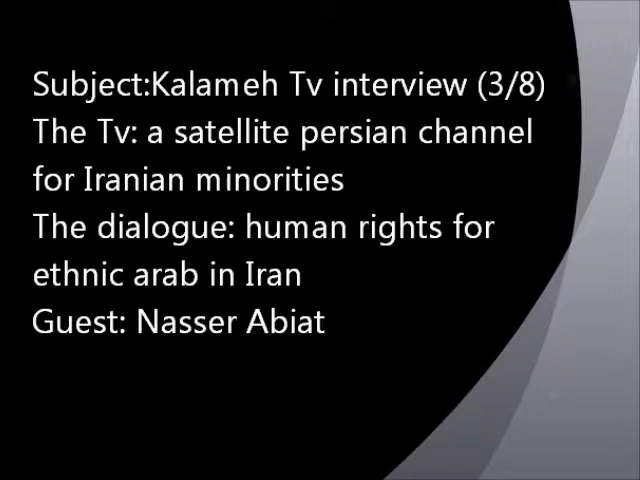 Subject:Kalameh Tv interview (3/8)
The Tv: a satellite persian channel
for Iranian minorities
The dialogue: human rights for
ethnic arab in Iran
Guest: Nasser Abiat